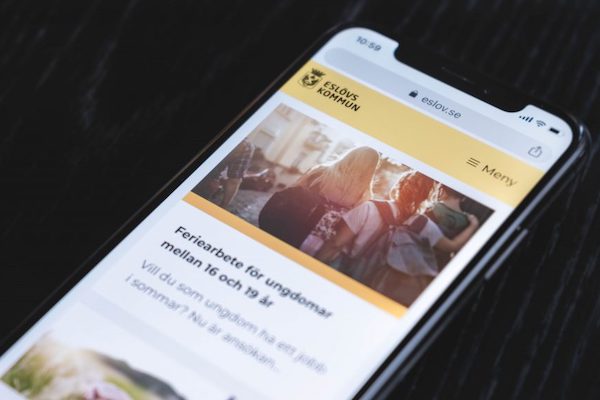 10:59
eslov.se
ESLÖVS
KOMMUN
Meny
Feriearbete för ungdomar
mellan 16 och 19 år
Vill du som ungdom ha ett jobb
i sommar? Nu är ansökan...